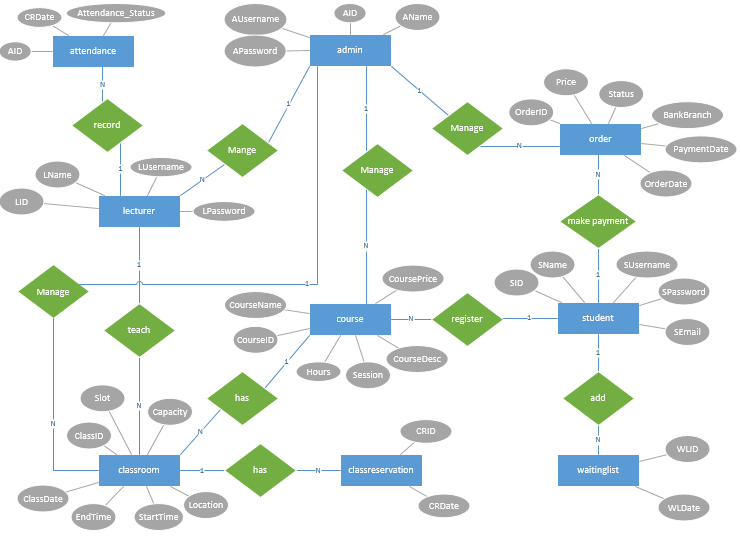 CRDate
Attendance_Status
AID
attendance
N
record
1
AUsername
AID
AName
APassword
admin
1
Mange
N
1
Manage
N
1
Manage
N
Price
Status
OrderID
BankBranch
order
PaymentDate
OrderDate
N
make payment
1
LName
LUsername
LID
lecturer
LPassword
1
teach
N
Manage
1
N
CourseName
CoursePrice
CourseID
course
Hours
Session
CourseDesc
N
register
1
SName
SUsername
SID
SPassword
student
SEmail
1
add
N
WLID
waitinglist
WLDate
1
has
N
Slot
Capacity
ClassID
classroom
ClassDate
EndTime
StartTime
Location
1
has
N
CRID
classreservation
CRDate